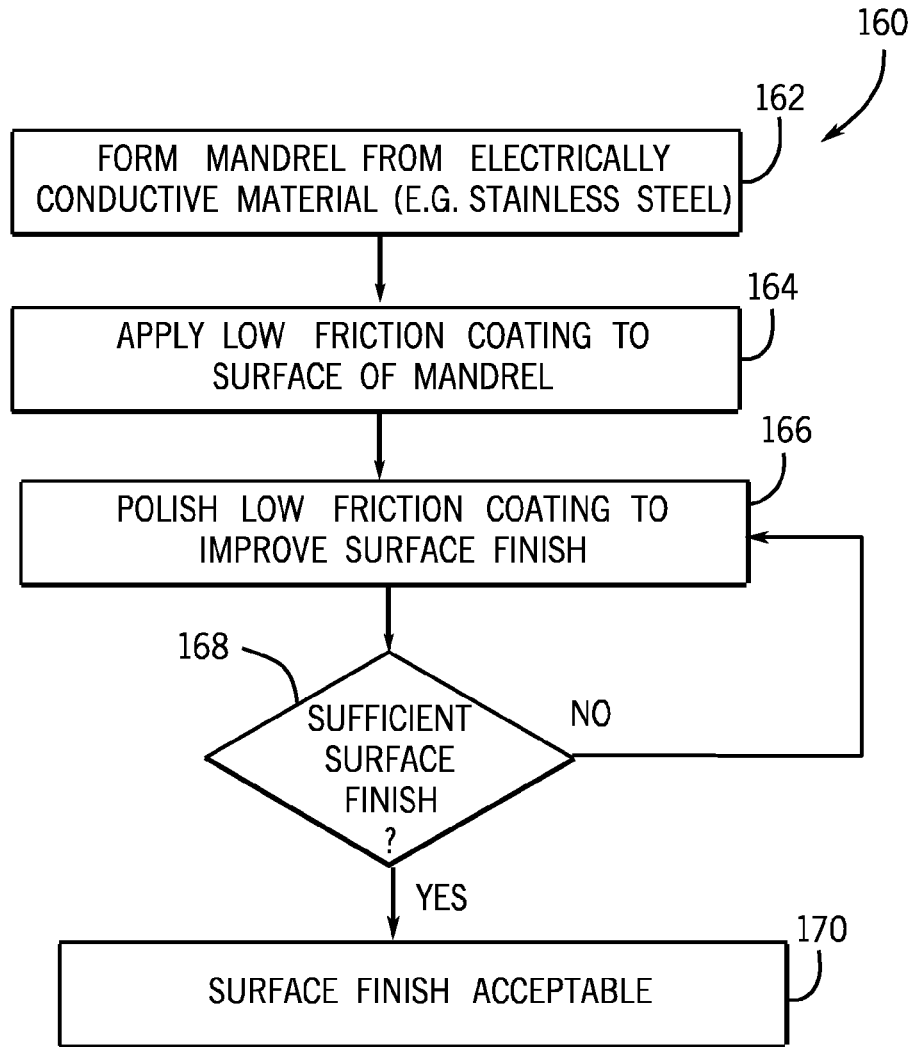 160
162
FORM MANDREL FROM ELECTRICALLY
CONDUCTIVE MATERIAL (E.G. STAINLESS STEEL)
164
APPLY LOW FRICTION COATING TO
SURFACE OF MANDREL
166
POLISH LOW FRICTION COATING TO
IMPROVE SURFACE FINISH
168
SUFFICIENT
SURFACE
FINISH
?
NO
YES
170
SURFACE FINISH ACCEPTABLE